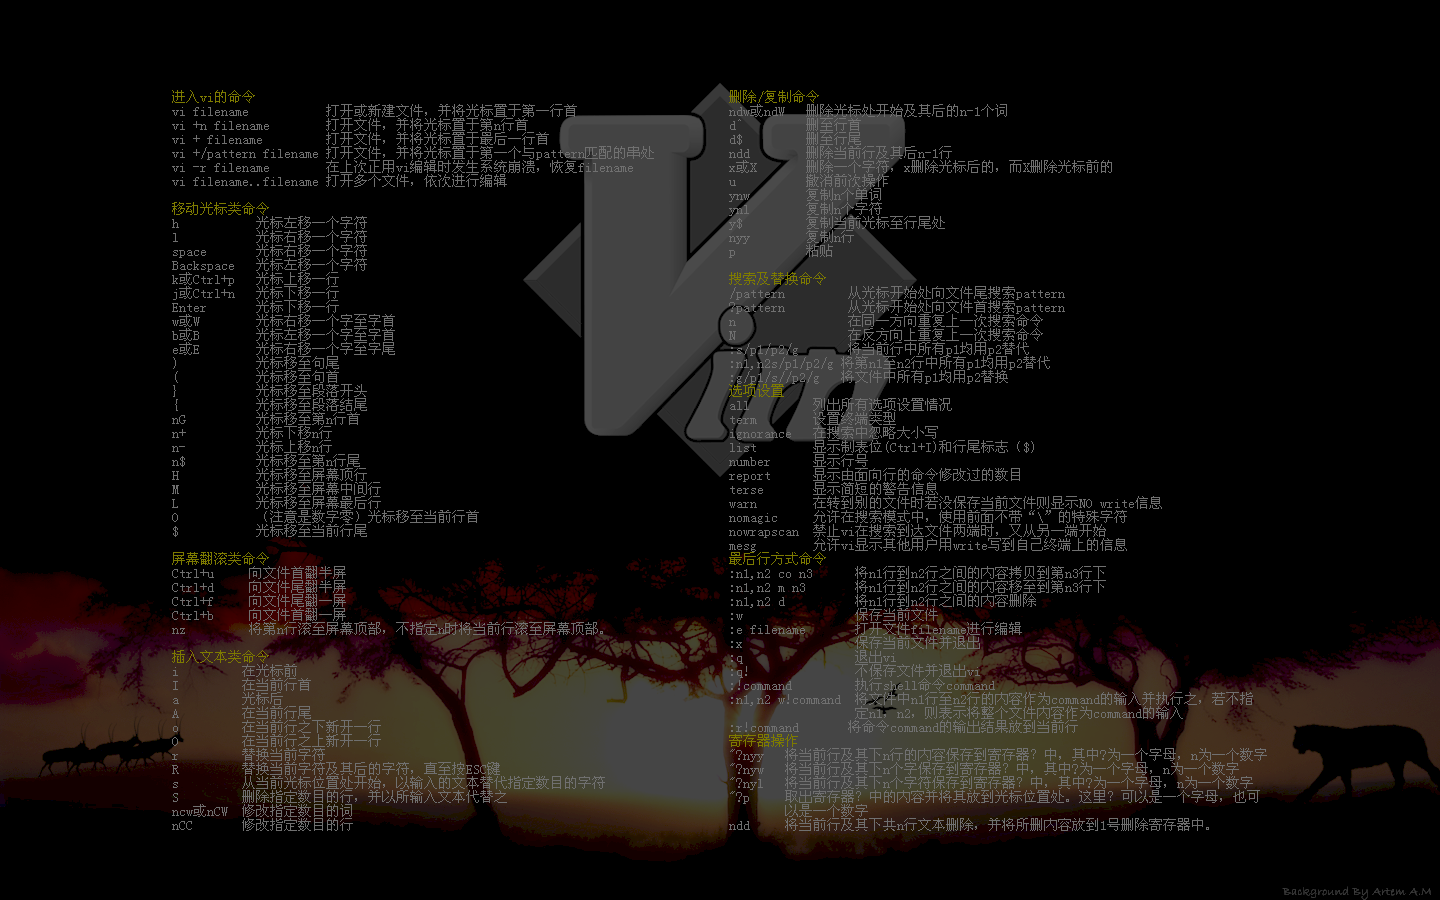 进入vi的命令
vi filename 打开或新建文件，并将光标置于第一行首
vi +n filename 打开文件，并将光标置于第n行首
vi + filename 打开文件，并将光标置于最后一行首
vi +/pattern filename 打开文件，并将光标置于第一个与pattern匹配的串处
vi -r filename 在上次正用vi编辑时发生系统崩溃，恢复filename
vi filename..filename 打开多个文件，依次进行编辑
移动光标类命令
h 光标左移一个字符
l 光标右移一个字符
space 光标右移一个字符
Backspace 光标左移一个字符
k或Ctrl+p 光标上移一行
j或Ctrl+n 光标下移一行
Enter 光标下移一行
w或W 光标右移一个字至字首
b或B 光标左移一个字至字首
e或E 光标右移一个字至字尾
) 光标移至句尾
( 光标移至句首
} 光标移至段落开头
{ 光标移至段落结尾
nG 光标移至第n行首
n+ 光标下移n行
n- 光标上移n行
n$ 光标移至第n行尾
H 光标移至屏幕顶行
M 光标移至屏幕中间行
L 光标移至屏幕最后行
0 （注意是数字零）光标移至当前行首
$ 光标移至当前行尾
屏幕翻滚类命令
Ctrl+u 向文件首翻半屏
Ctrl+d 向文件尾翻半屏
Ctrl+f 向文件尾翻一屏
Ctrl+b 向文件首翻一屏
nz 将第n行滚至屏幕顶部，不指定n时将当前行滚至屏幕顶部。
插入文本类命令
i 在光标前
I 在当前行首
a 光标后
A 在当前行尾
o 在当前行之下新开一行
O 在当前行之上新开一行
r 替换当前字符
R 替换当前字符及其后的字符，直至按ESC键
s 从当前光标位置处开始，以输入的文本替代指定数目的字符
S 删除指定数目的行，并以所输入文本代替之
ncw或nCW 修改指定数目的词
nCC 修改指定数目的行
删除/复制命令
ndw或ndW 删除光标处开始及其后的n-1个词
d^ 删至行首
d$ 删至行尾
ndd 删除当前行及其后n-1行
x或X 删除一个字符，x删除光标后的，而X删除光标前的
u 撤消前次操作
ynw 复制n个单词
ynl 复制n个字符
y$ 复制当前光标至行尾处
nyy 复制n行
p 粘贴
搜索及替换命令
/pattern 从光标开始处向文件尾搜索pattern
?pattern 从光标开始处向文件首搜索pattern
n 在同一方向重复上一次搜索命令
N 在反方向上重复上一次搜索命令
:s/p1/p2/g 将当前行中所有p1均用p2替代
:n1,n2s/p1/p2/g 将第n1至n2行中所有p1均用p2替代
:g/p1/s//p2/g 将文件中所有p1均用p2替换
选项设置
all 列出所有选项设置情况
term 设置终端类型
ignorance 在搜索中忽略大小写
list 显示制表位(Ctrl+I)和行尾标志（$)
number 显示行号
report 显示由面向行的命令修改过的数目
terse 显示简短的警告信息
warn 在转到别的文件时若没保存当前文件则显示NO write信息
nomagic 允许在搜索模式中，使用前面不带“\”的特殊字符
nowrapscan 禁止vi在搜索到达文件两端时，又从另一端开始
mesg 允许vi显示其他用户用write写到自己终端上的信息
最后行方式命令
:n1,n2 co n3 将n1行到n2行之间的内容拷贝到第n3行下
:n1,n2 m n3 将n1行到n2行之间的内容移至到第n3行下
:n1,n2 d 将n1行到n2行之间的内容删除
:w 保存当前文件
:e filename 打开文件filename进行编辑
:x 保存当前文件并退出
:q 退出vi
:q! 不保存文件并退出vi
:!command 执行shell命令command
:n1,n2 w!command 将文件中n1行至n2行的内容作为command的输入并执行之，若不指
定n1，n2，则表示将整个文件内容作为command的输入
:r!command 将命令command的输出结果放到当前行
寄存器操作
"?nyy 将当前行及其下n行的内容保存到寄存器？中，其中?为一个字母，n为一个数字
"?nyw 将当前行及其下n个字保存到寄存器？中，其中?为一个字母，n为一个数字
"?nyl 将当前行及其下n个字符保存到寄存器？中，其中?为一个字母，n为一个数字
"?p 取出寄存器？中的内容并将其放到光标位置处。这里？可以是一个字母，也可
以是一个数字
ndd 将当前行及其下共n行文本删除，并将所删内容放到1号删除寄存器中。
Background By Artem A.M